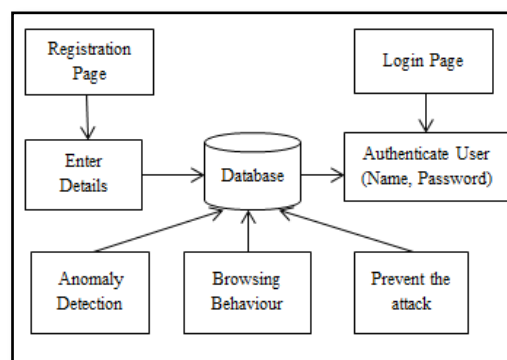 Registration
Page
Login Page
Enter
Details
Database
Authenticate User
(Name, Password)
Anomaly
Detection
Browsing
Behaviour
Prevent the
attack